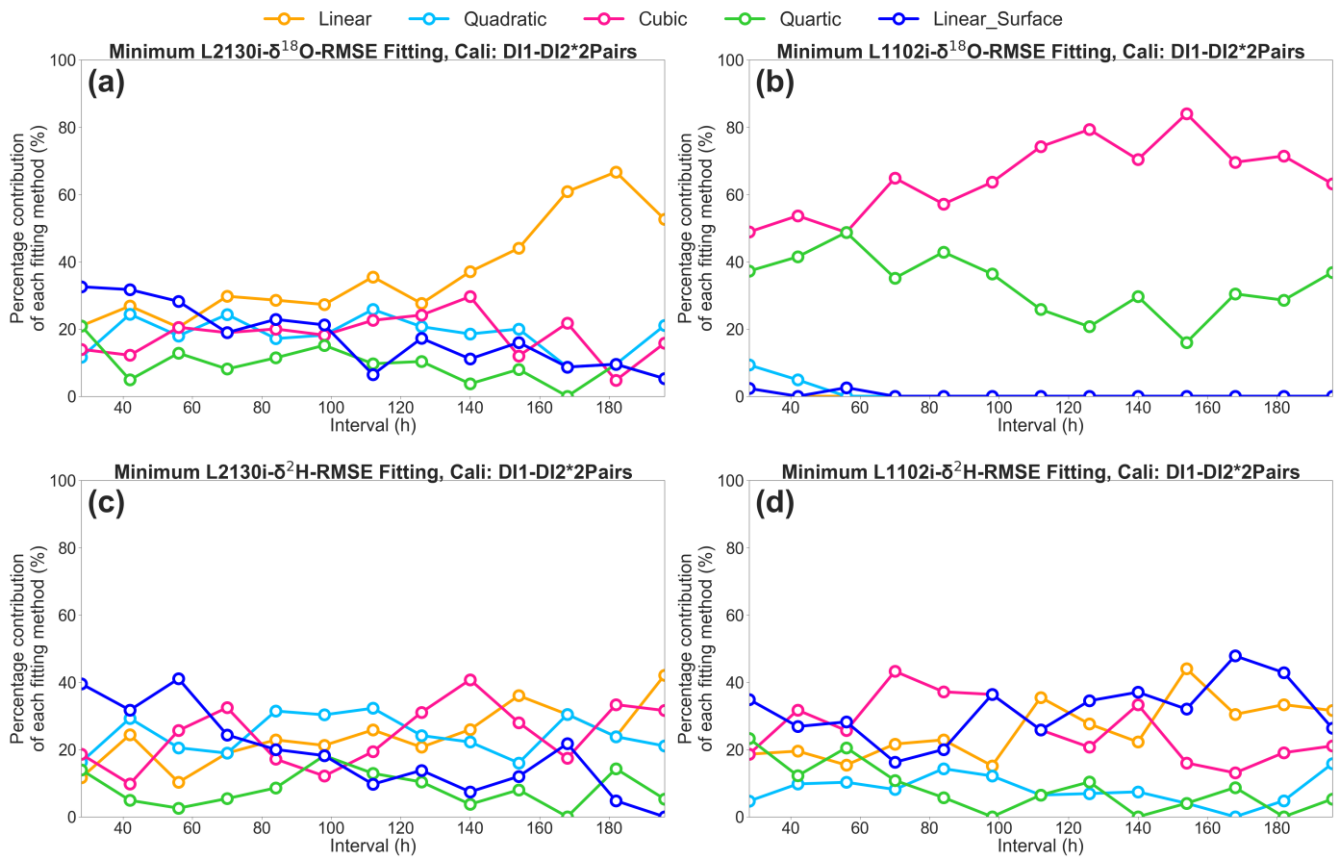 Linear Quadratic Cubic Quartic Linear_Surface
Minimum L2130i-δ¹⁸O-RMSE Fitting, Cali: DI1-DI2*2Pairs
(a)
Percentage contribution
of each fitting method (%)
100
80
60
40
20
0
40 60 80 100 120 140 160 180
Interval (h)
Minimum L1102i-δ¹⁸O-RMSE Fitting, Cali: DI1-DI2*2Pairs
(b)
Percentage contribution
of each fitting method (%)
100
80
60
40
20
0
40 60 80 100 120 140 160 180
Interval (h)
Minimum L2130i-δ²H-RMSE Fitting, Cali: DI1-DI2*2Pairs
(c)
Percentage contribution
of each fitting method (%)
100
80
60
40
20
0
40 60 80 100 120 140 160 180
Interval (h)
Minimum L1102i-δ²H-RMSE Fitting, Cali: DI1-DI2*2Pairs
(d)
Percentage contribution
of each fitting method (%)
100
80
60
40
20
0
40 60 80 100 120 140 160 180
Interval (h)